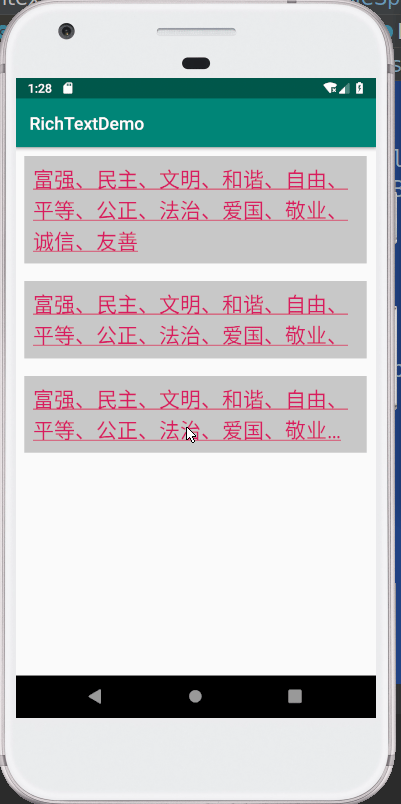 1:28
RichTextDemo
富强、民主、文明、和谐、自由、
平等、公正、法治、爱国、敬业、
诚信、友善
富强、民主、文明、和谐、自由、
平等、公正、法治、爱国、敬业、
富强、民主、文明、和谐、自由、
平等、公正、法治、爱国、敬业...